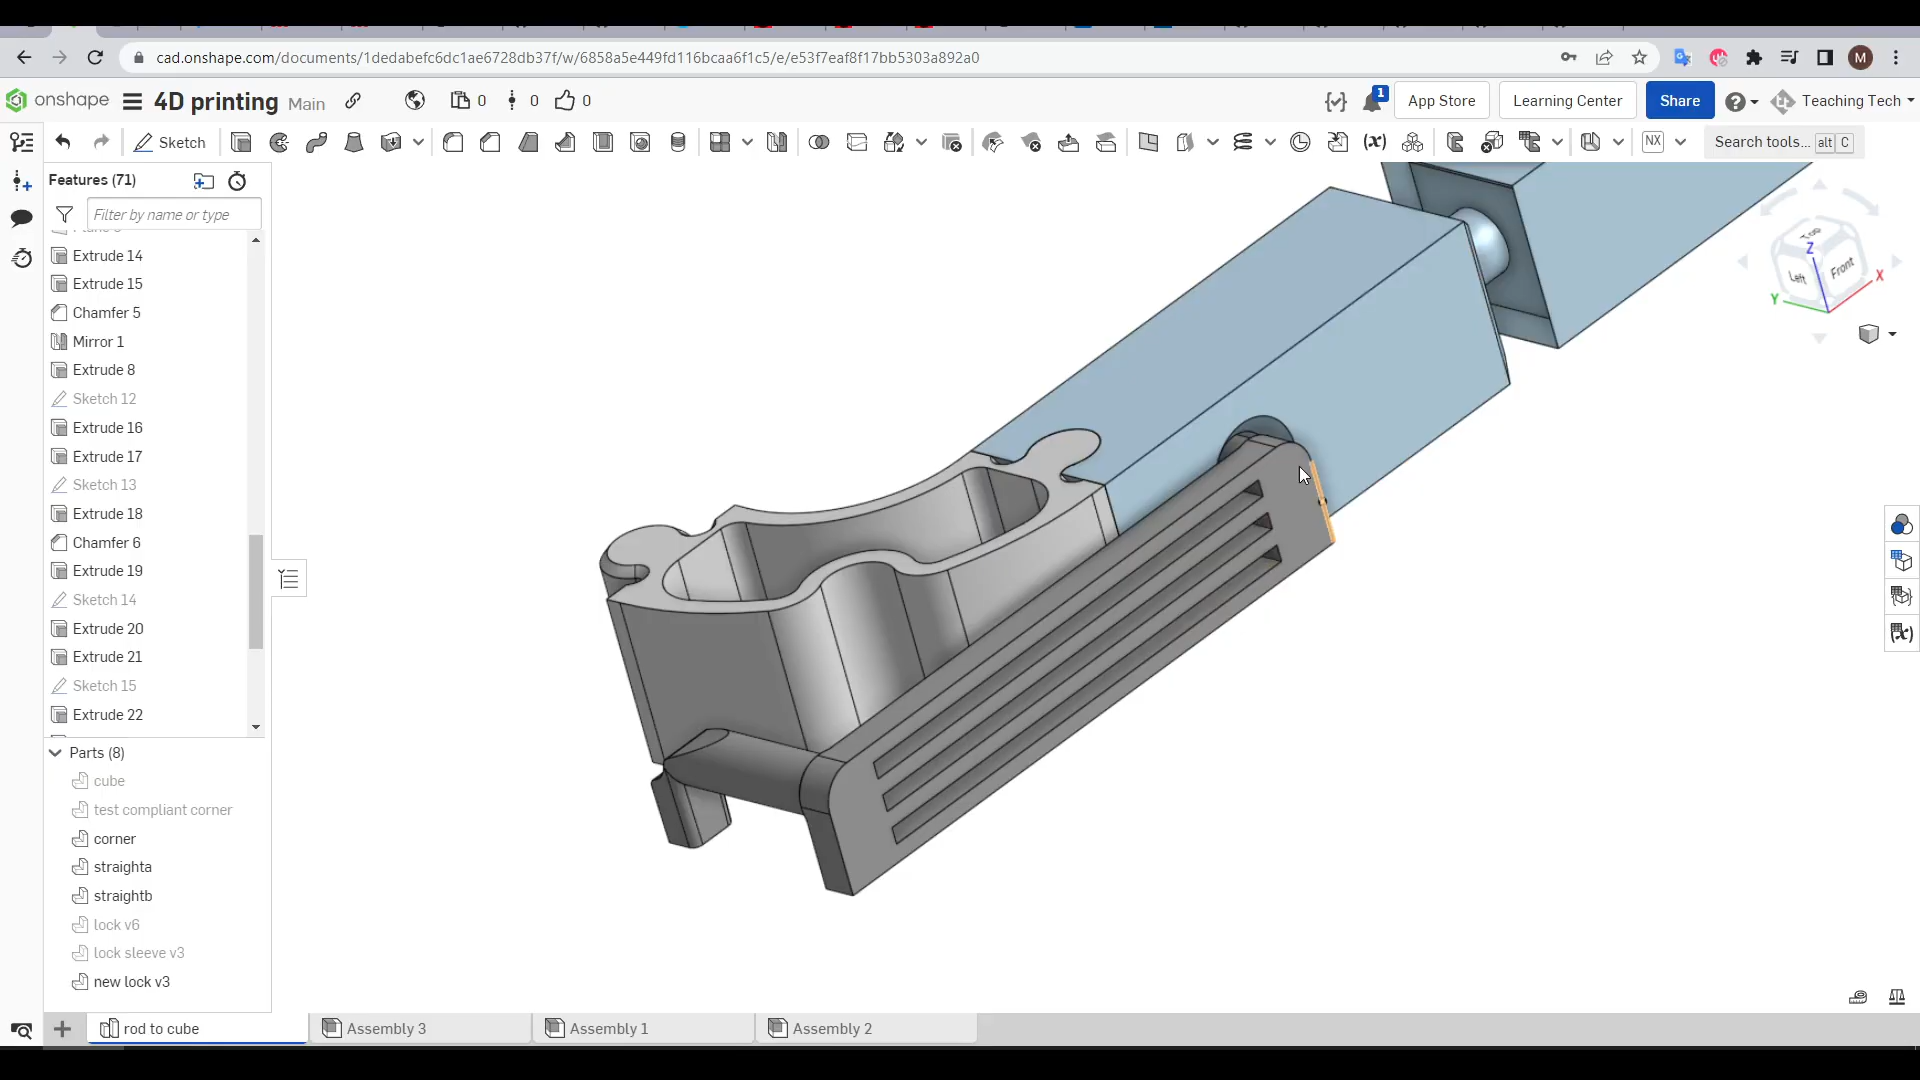 cad.onshape.com/documents/1dedabefc6dc1ae6728db37f/w/6858a5e449fd116bcaa6f1c5/e/e53f7eaf8f17bb5303a892a0
M
onshape 4D printing Main 0 0 0 1 App Store Learning Center Share Teaching Tech
Sketch (x) NX Search tools... alt C
Features (71)
Filter by name or type
Extrude 14
Extrude 15
Chamfer 5
Mirror 1
Extrude 8
Sketch 12
Extrude 16
Extrude 17
Sketch 13
Extrude 18
Chamfer 6
Extrude 19
Sketch 14
Extrude 20
Extrude 21
Sketch 15
Extrude 22
Parts (8)
cube
test compliant corner
corner
straighta
straightb
lock v6
lock sleeve v3
new lock v3
Top
Z
Left
Front
X
Y
(x)
rod to cube
Assembly 3
Assembly 1
Assembly 2